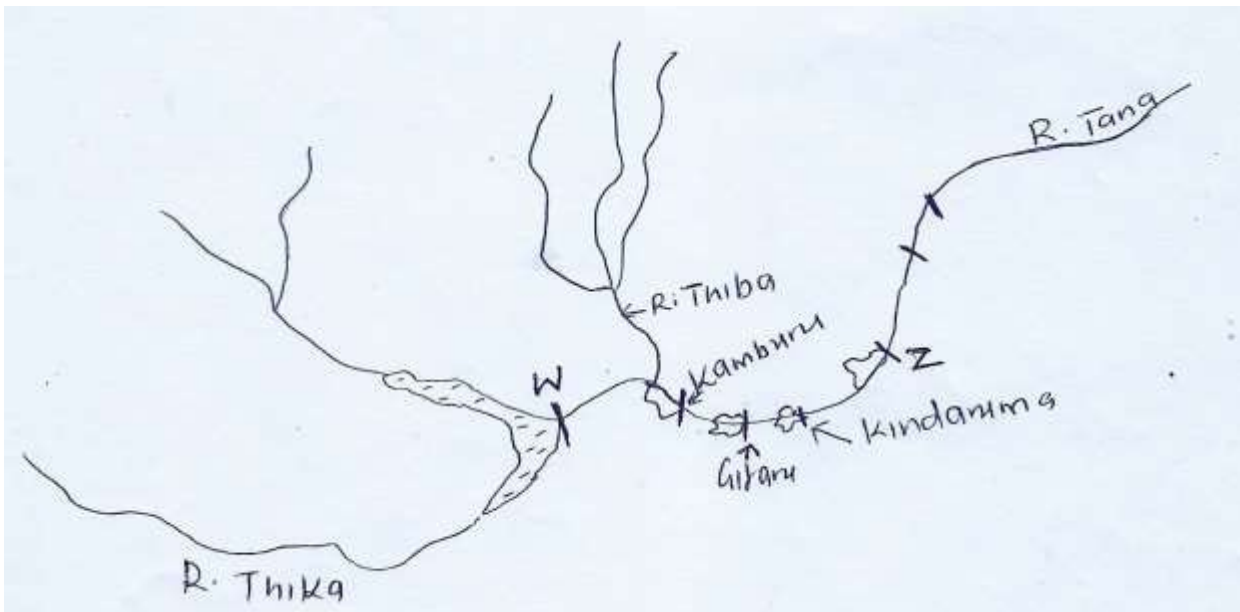 R. Tana
R. Thiba
W
Kamburu
Z
Kindaruma
Gitaru
R. Thika